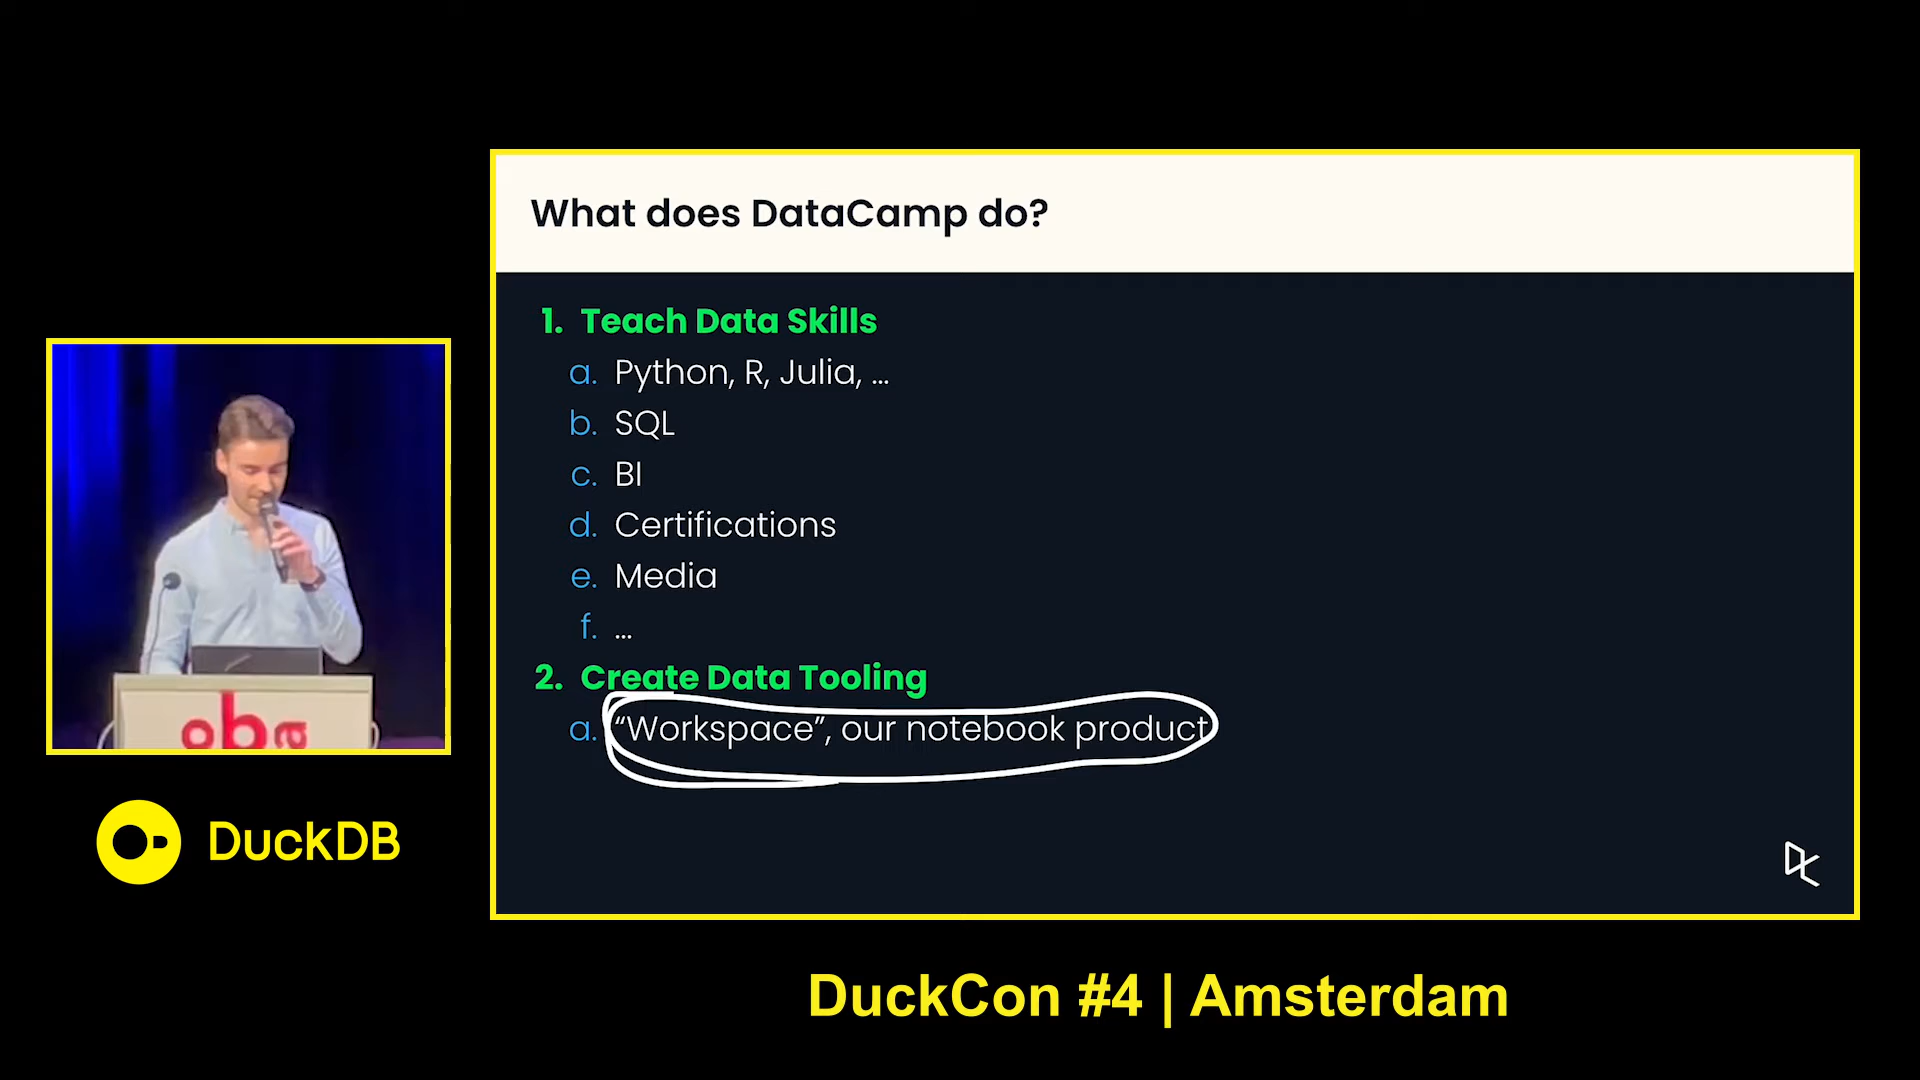 What does DataCamp do?
1. Teach Data Skills
a. Python, R, Julia, ...
b. SQL
c. BI
d. Certifications
e. Media
f. ...
2. Create Data Tooling
a. “Workspace”, our notebook product
oba
DuckDB
DuckCon #4 | Amsterdam